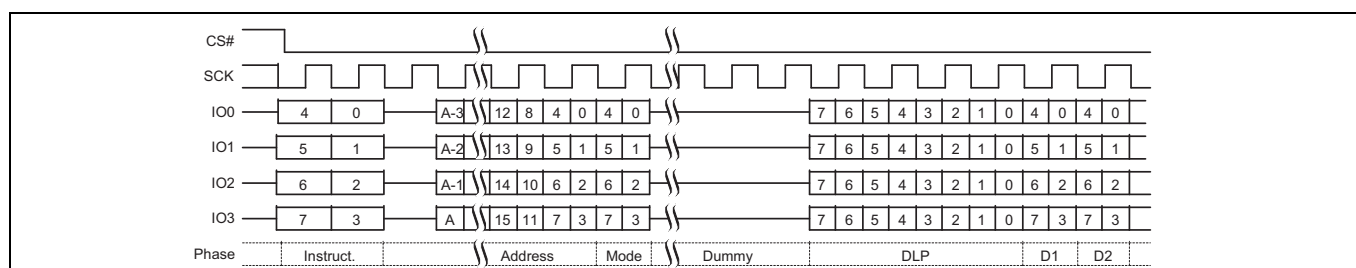 CS#
SCK
IO0 4 0 A-3 12 8 4 0 4 0 7 6 5 4 3 2 1 0 4 0 4 0
IO1 5 1 A-2 13 9 5 1 5 1 7 6 5 4 3 2 1 0 5 1 5 1
IO2 6 2 A-1 14 10 6 2 6 2 7 6 5 4 3 2 1 0 6 2 6 2
IO3 7 3 A 15 11 7 3 7 3 7 6 5 4 3 2 1 0 7 3 7 3
Phase Instruct. Address Mode Dummy DLP D1 D2